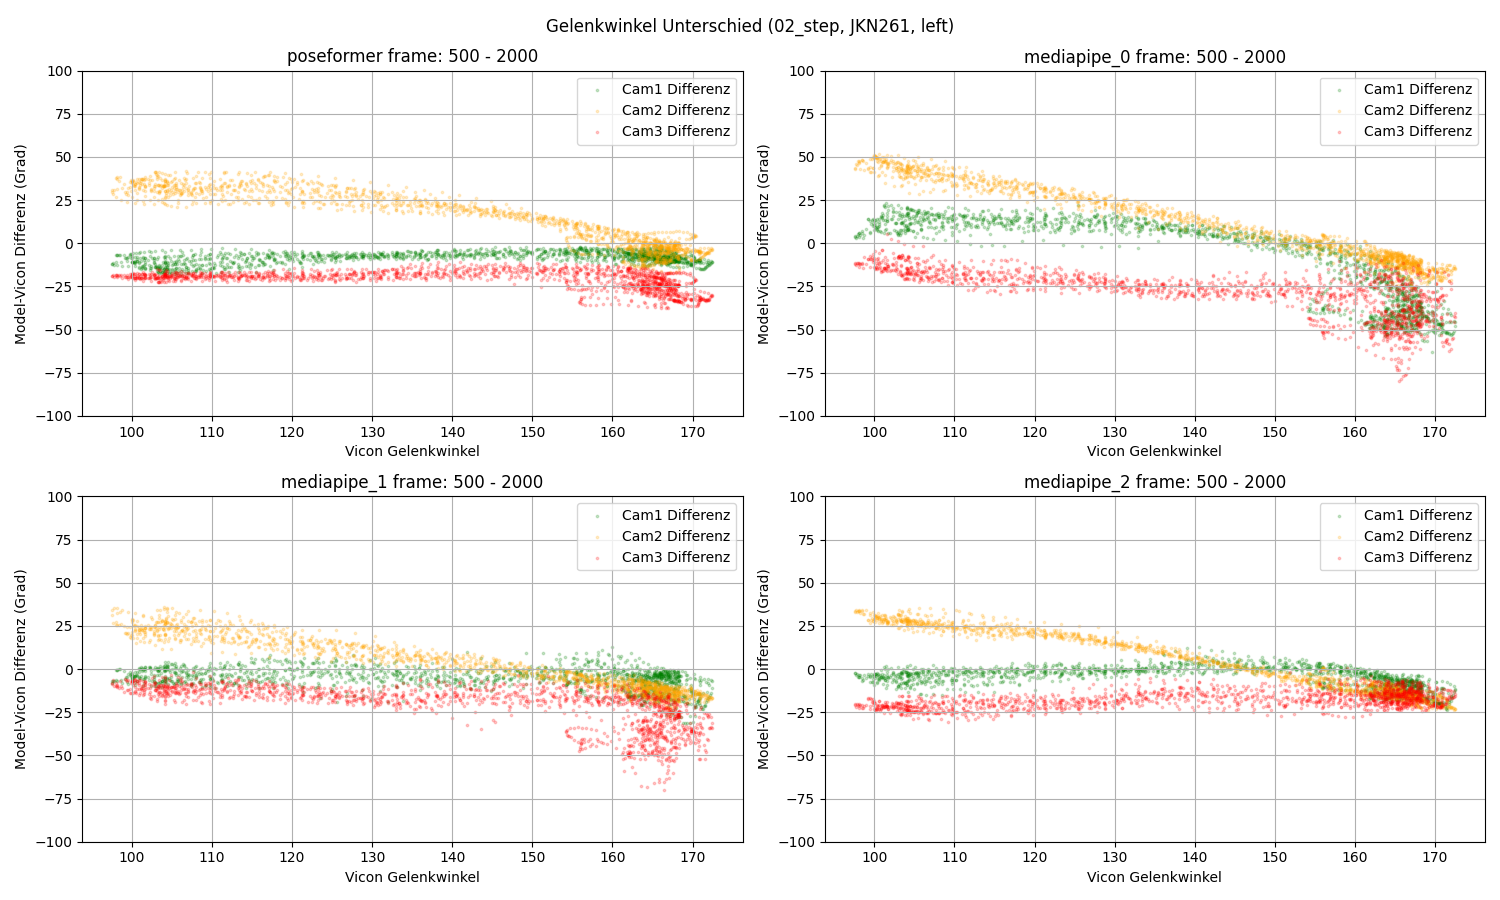 Gelenkwinkel Unterschied (02_step, JKN261, left)
poseformer frame: 500 - 2000
Model-Vicon Differenz (Grad)
100
75
50
25
0
−25
−50
−75
−100
Cam1 Differenz
Cam2 Differenz
Cam3 Differenz
100 110 120 130 140 150 160 170
Vicon Gelenkwinkel
mediapipe_0 frame: 500 - 2000
Model-Vicon Differenz (Grad)
100
75
50
25
0
−25
−50
−75
−100
Cam1 Differenz
Cam2 Differenz
Cam3 Differenz
100 110 120 130 140 150 160 170
Vicon Gelenkwinkel
mediapipe_1 frame: 500 - 2000
Model-Vicon Differenz (Grad)
100
75
50
25
0
−25
−50
−75
−100
Cam1 Differenz
Cam2 Differenz
Cam3 Differenz
100 110 120 130 140 150 160 170
Vicon Gelenkwinkel
mediapipe_2 frame: 500 - 2000
Model-Vicon Differenz (Grad)
100
75
50
25
0
−25
−50
−75
−100
Cam1 Differenz
Cam2 Differenz
Cam3 Differenz
100 110 120 130 140 150 160 170
Vicon Gelenkwinkel